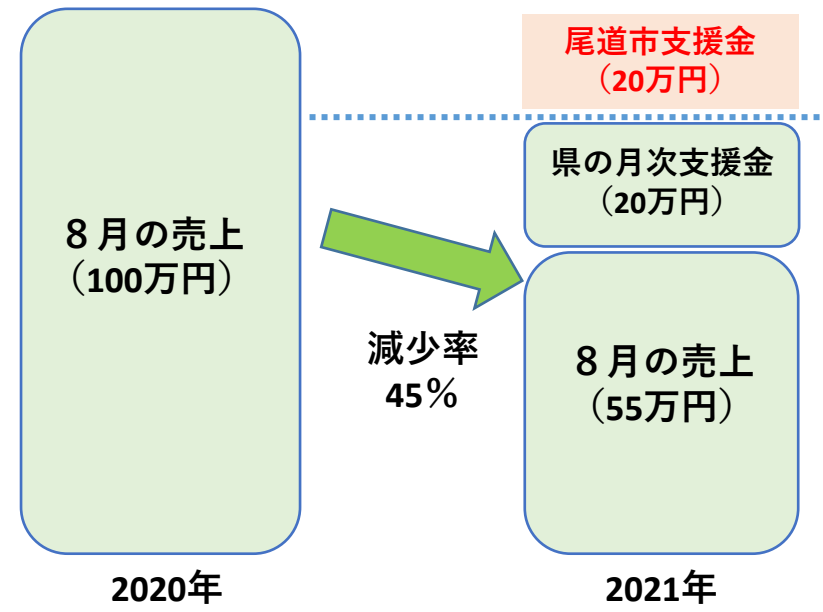 ８月の売上
（100万円）
2020年
減少率
45％
尾道市支援金
（20万円）
県の月次支援金
（20万円）
８月の売上
（55万円）
2021年